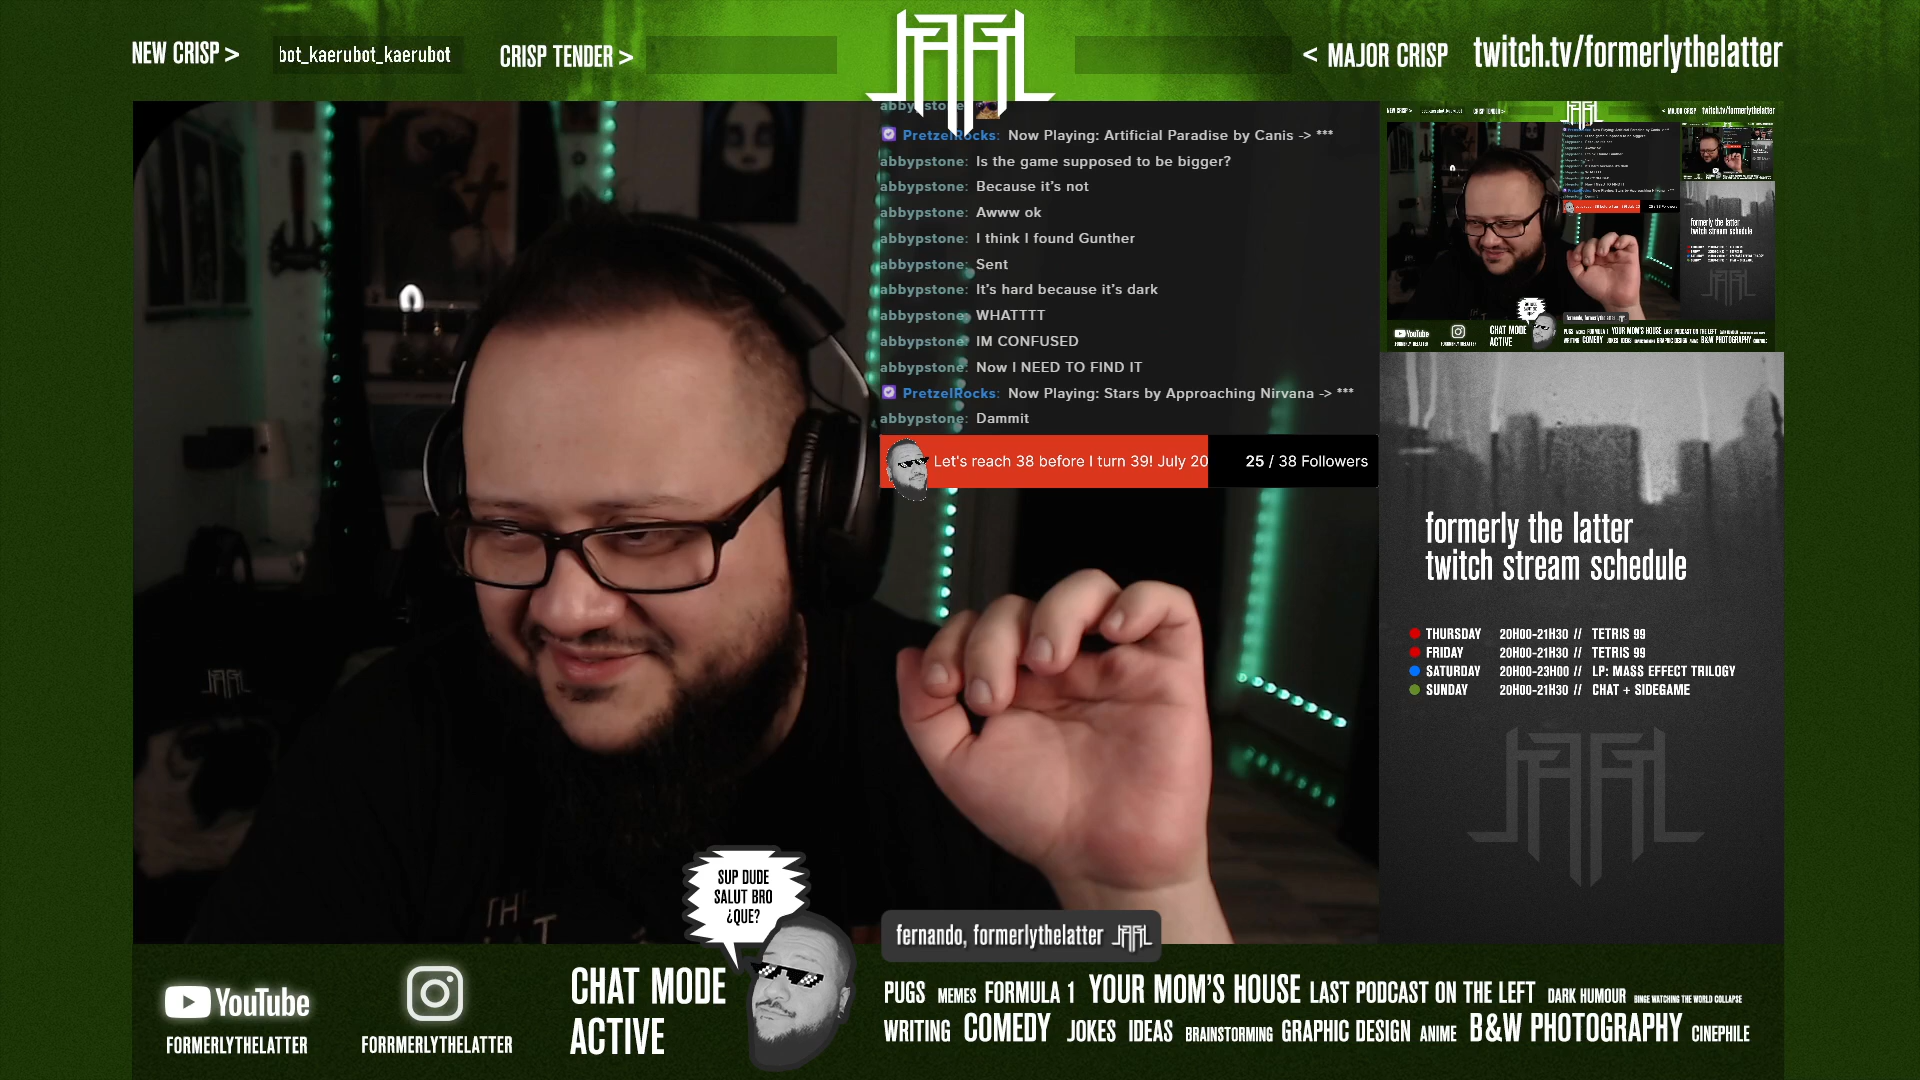 NEW CRISP >
bot_kaerubot_kaerubot
CRISP TENDER >
< MAJOR CRISP
twitch.tv/formerlythelatter
PretzelRocks: Now Playing: Artificial Paradise by Canis -> ***
abbypstone: Is the game supposed to be bigger?
abbypstone: Because it's not
abbypstone: Awww ok
abbypstone: I think I found Gunther
abbypstone: Sent
abbypstone: It's hard because it's dark
abbypstone: WHATTTT
abbypstone: IM CONFUSED
abbypstone: Now I NEED TO FIND IT
PretzelRocks: Now Playing: Stars by Approaching Nirvana -> ***
abbypstone: Dammit
Let's reach 38 before I turn 39! July 20
25 / 38 Followers
formerly the latter
twitch stream schedule
THURSDAY 20H00-21H30 // TETRIS 99
FRIDAY 20H00-21H30 // TETRIS 99
SATURDAY 20H00-23H00 // LP: MASS EFFECT TRILOGY
SUNDAY 20H00-21H30 // CHAT + SIDEGAME
SUP DUDE
SALUT BRO
¿QUE?
fernando, formerlythelatter
YouTube
FORMERLYTHELATTER
FORRMERLYTHELATTER
CHAT MODE
ACTIVE
PUGS MEMES FORMULA 1 YOUR MOM'S HOUSE LAST PODCAST ON THE LEFT DARK HUMOUR BINGE WATCHING THE WORLD COLLAPSE
WRITING COMEDY JOKES IDEAS BRAINSTORMING GRAPHIC DESIGN ANIME B&W PHOTOGRAPHY CINEPHILE